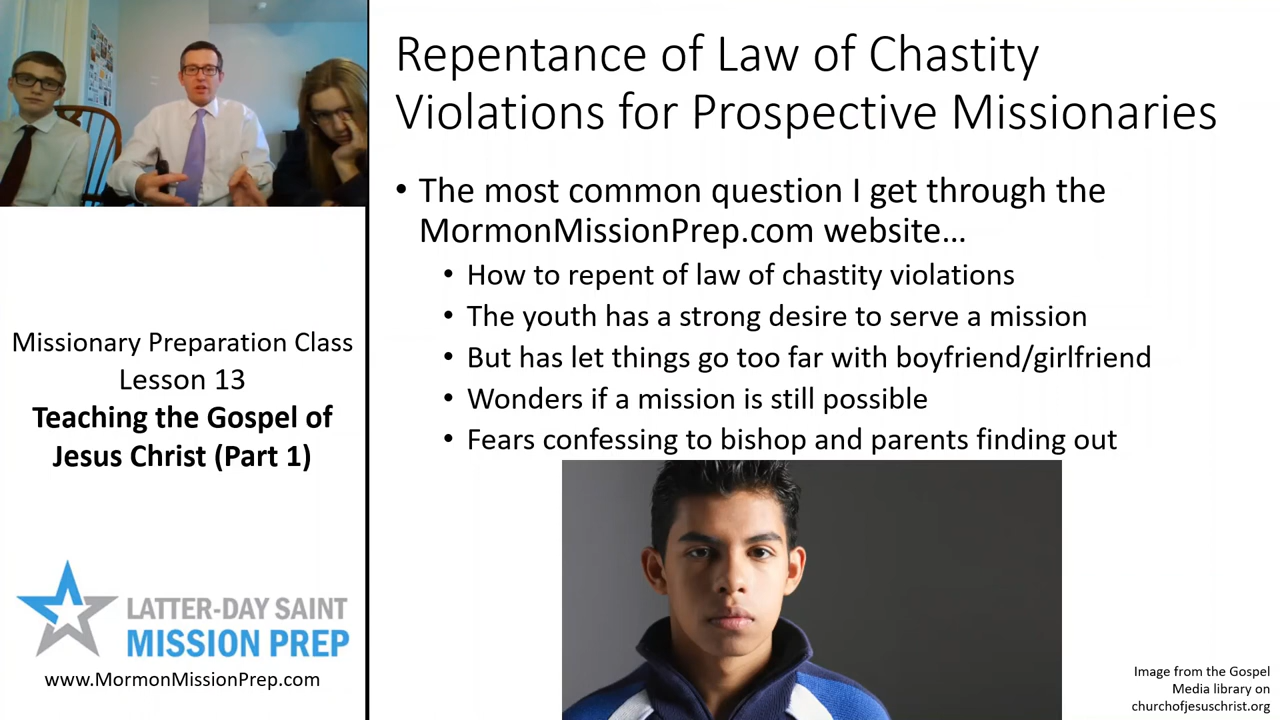 Repentance of Law of Chastity
Violations for Prospective Missionaries
• The most common question I get through the
MormonMissionPrep.com website…
• How to repent of law of chastity violations
• The youth has a strong desire to serve a mission
• But has let things go too far with boyfriend/girlfriend
• Wonders if a mission is still possible
• Fears confessing to bishop and parents finding out
Missionary Preparation Class
Lesson 13
Teaching the Gospel of
Jesus Christ (Part 1)
LATTER-DAY SAINT
MISSION PREP
www.MormonMissionPrep.com
Image from the Gospel
Media library on
churchofjesuschrist.org